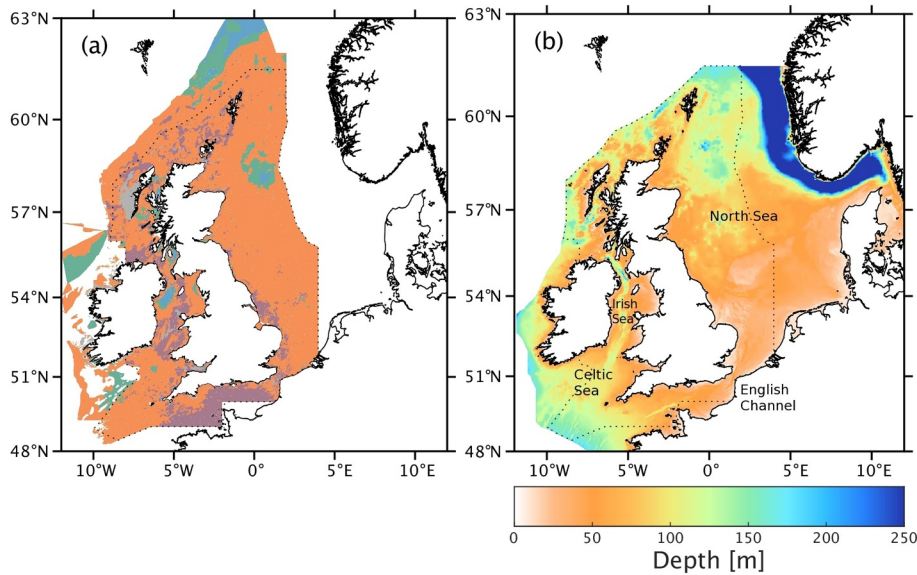 (a)
63°N
60°N
57°N
54°N
51°N
48°N
10°W
5°W
0°
5°E
10°E
(b)
63°N
60°N
57°N
54°N
51°N
48°N
North Sea
Irish
Sea
Celtic
Sea
English
Channel
10°W
5°W
0°
5°E
10°E
0
50
100
150
200
250
Depth [m]